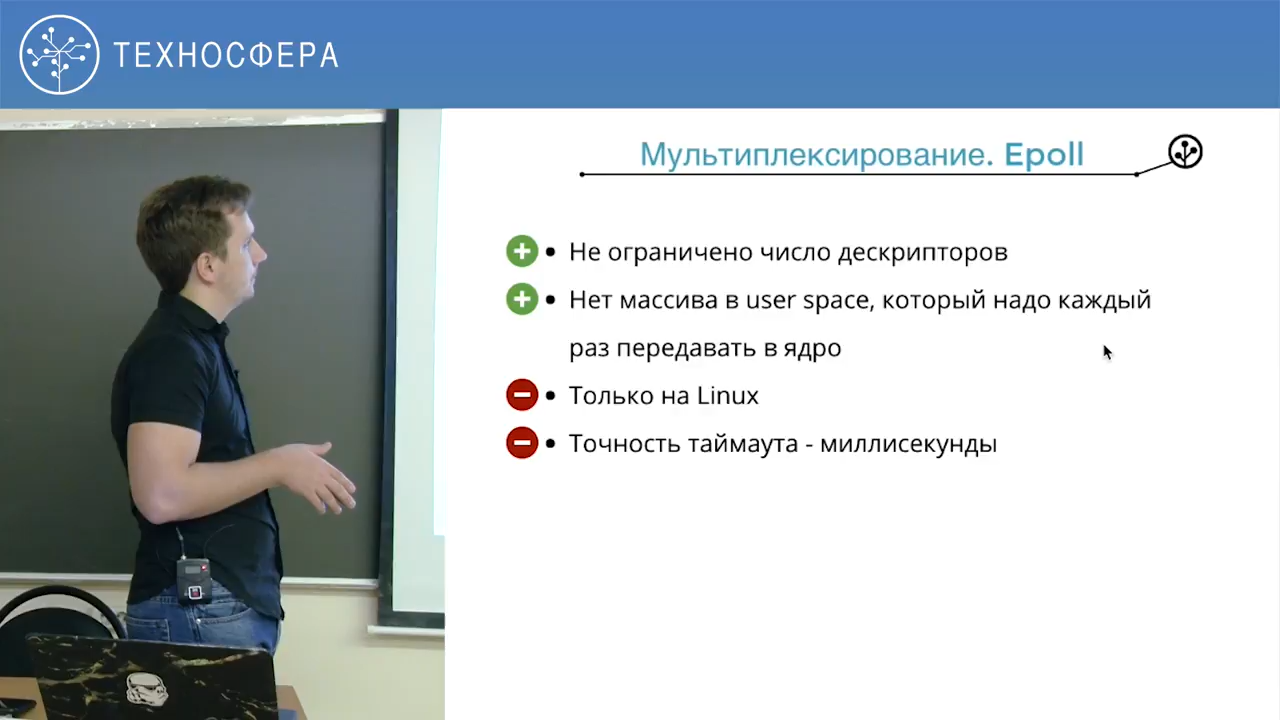 ТЕХНОСФЕРА
Мультиплексирование. Epoll
Не ограничено число дескрипторов
Нет массива в user space, который надо каждый
раз передавать в ядро
Только на Linux
Точность таймаута - миллисекунды